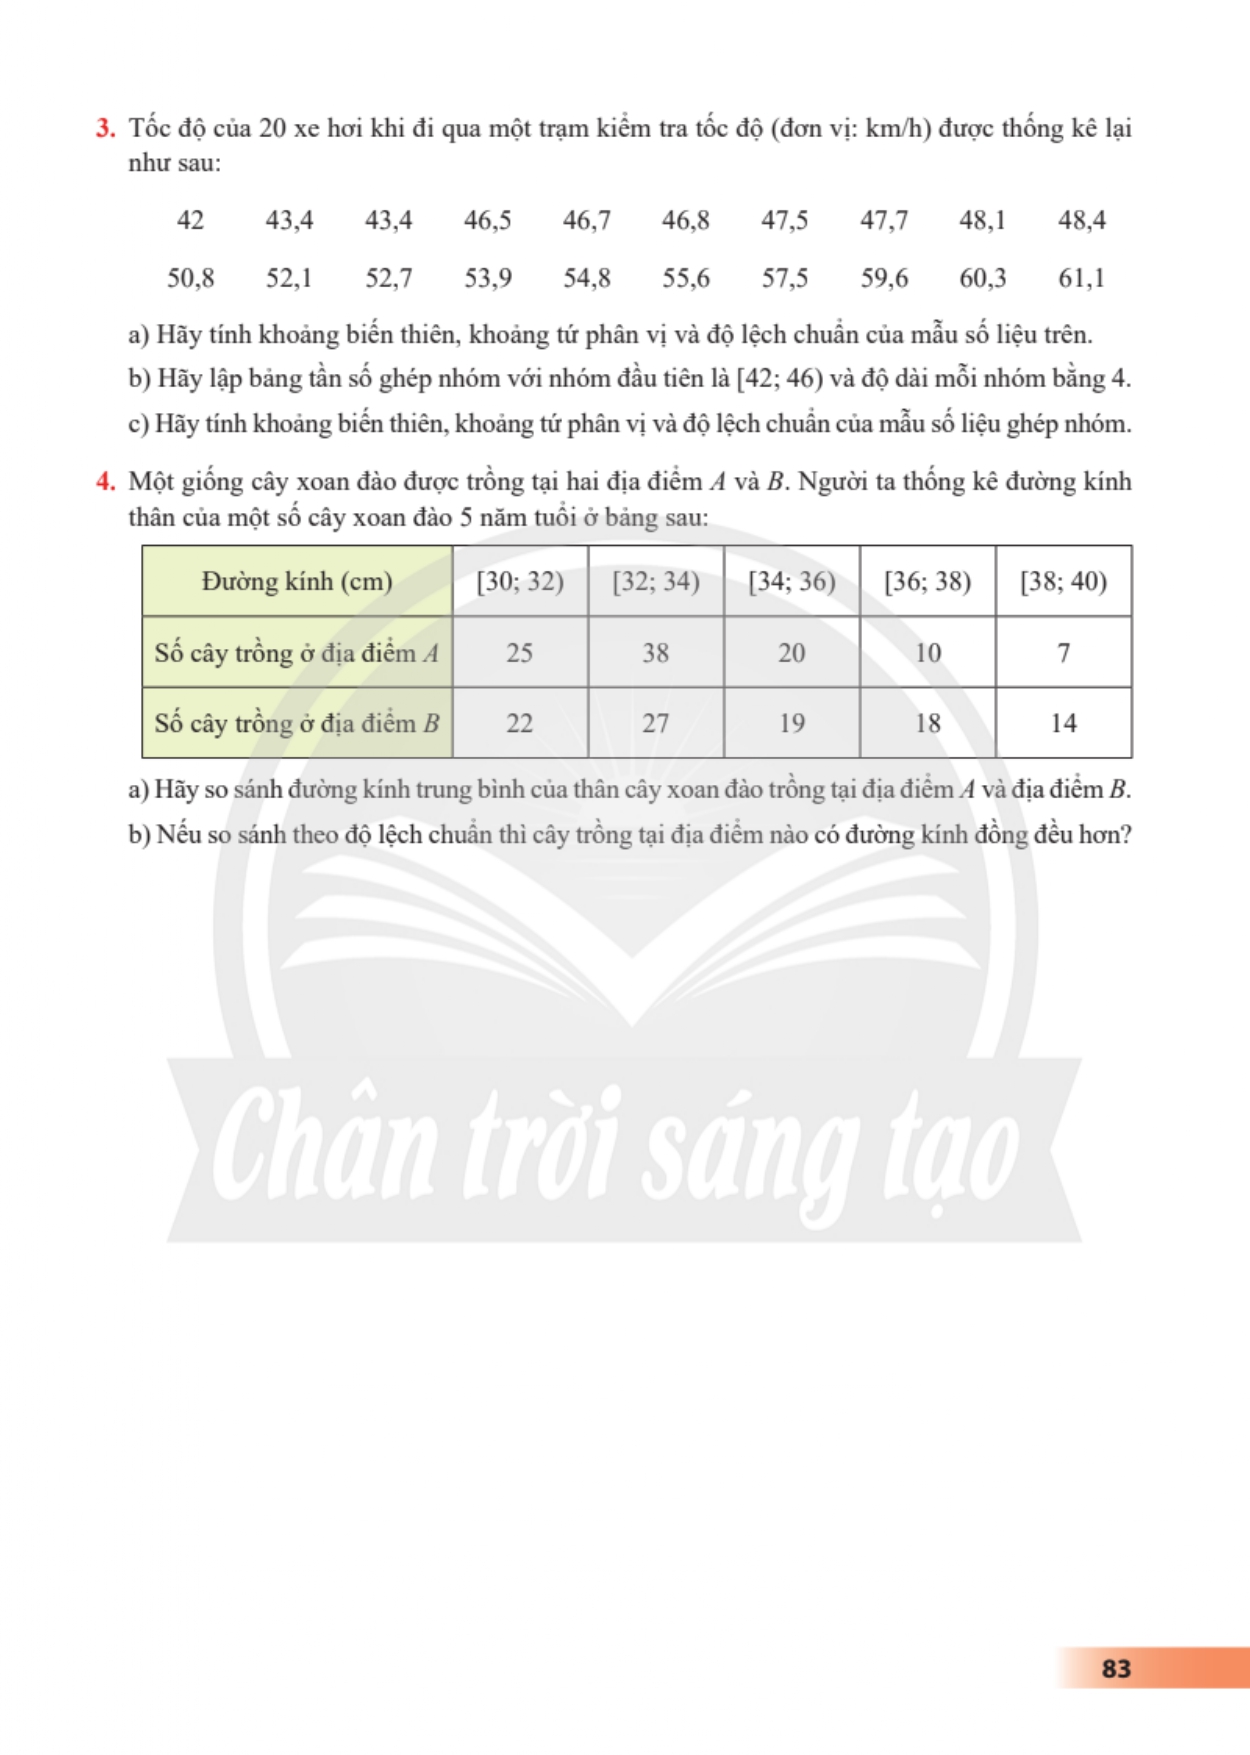 3. Tốc độ của 20 xe hơi khi đi qua một trạm kiểm tra tốc độ (đơn vị: km/h) được thống kê lại
như sau:
42 43,4 43,4 46,5 46,7 46,8 47,5 47,7 48,1 48,4
50,8 52,1 52,7 53,9 54,8 55,6 57,5 59,6 60,3 61,1
a) Hãy tính khoảng biến thiên, khoảng tứ phân vị và độ lệch chuẩn của mẫu số liệu trên.
b) Hãy lập bảng tần số ghép nhóm với nhóm đầu tiên là [42; 46) và độ dài mỗi nhóm bằng 4.
c) Hãy tính khoảng biến thiên, khoảng tứ phân vị và độ lệch chuẩn của mẫu số liệu ghép nhóm.
4. Một giống cây xoan đào được trồng tại hai địa điểm A và B. Người ta thống kê đường kính
thân của một số cây xoan đào 5 năm tuổi ở bảng sau:
Đường kính (cm) [30; 32) [32; 34) [34; 36) [36; 38) [38; 40)
Số cây trồng ở địa điểm A 25 38 20 10 7
Số cây trồng ở địa điểm B 22 27 19 18 14
a) Hãy so sánh đường kính trung bình của thân cây xoan đào trồng tại địa điểm A và địa điểm B.
b) Nếu so sánh theo độ lệch chuẩn thì cây trồng tại địa điểm nào có đường kính đồng đều hơn?
Chân trời sáng tạo
83